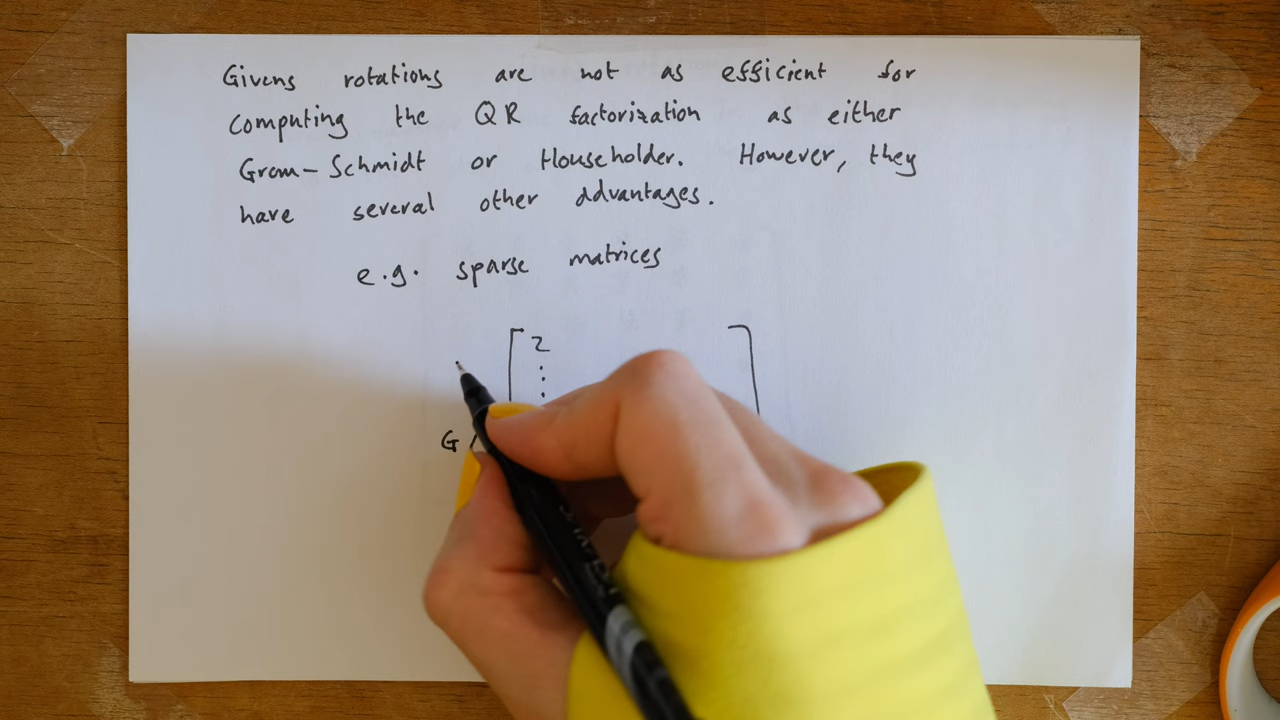 Givens rotations are not as efficient for
computing the QR factorization as either
Gram-Schmidt or Householder. However, they
have several other advantages.
e.g. sparse matrices
2
⋮
G